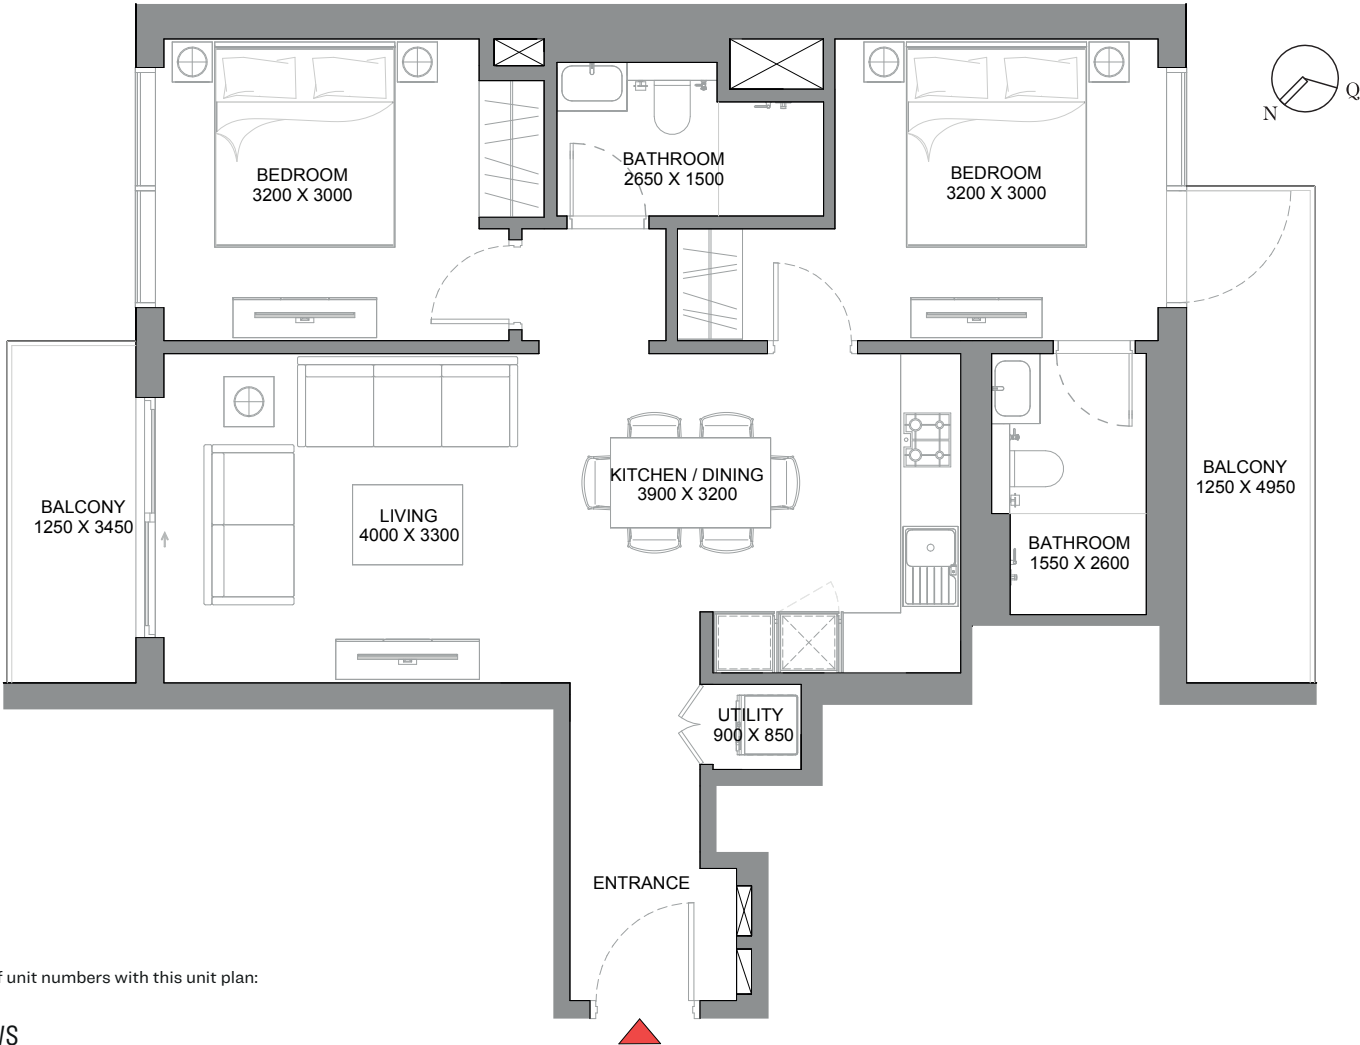 BEDROOM
3200 X 3000
BATHROOM
2650 X 1500
BEDROOM
3200 X 3000
N
Q
BALCONY
1250 X 3450
LIVING
4000 X 3300
KITCHEN / DINING
3900 X 3200
BATHROOM
1550 X 2600
BALCONY
1250 X 4950
UTILITY
900 X 850
ENTRANCE
unit numbers with this unit plan: